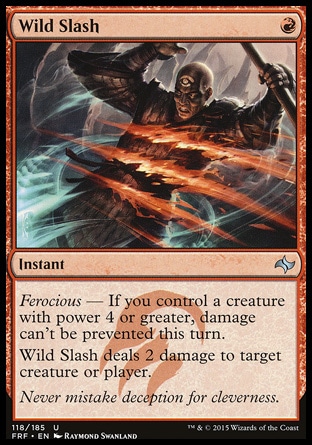 Wild Slash
Instant
Ferocious — If you control a creature
with power 4 or greater, damage
can't be prevented this turn.
Wild Slash deals 2 damage to target
creature or player.
Never mistake deception for cleverness.
118/185 U
FRF • EN Raymond Swanland
™ & © 2015 Wizards of the Coast